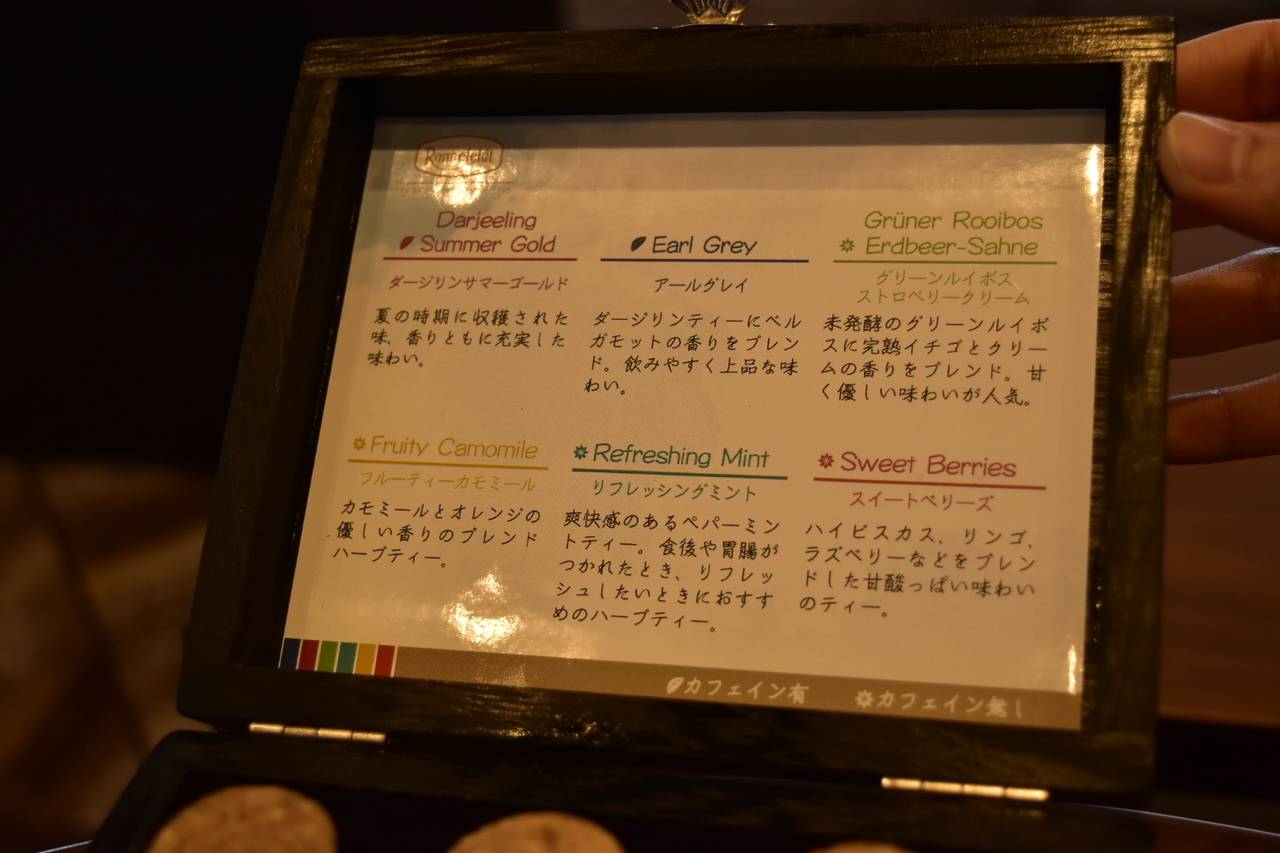 Ronnefeldt
Darjeeling
Summer Gold
ダージリンサマーゴールド
夏の時期に収穫された
味、香りともに充実した
味わい。
Earl Grey
アールグレイ
ダージリンティーにベル
ガモットの香りをブレン
ド。飲みやすく上品な味
わい。
Grüner Rooibos
Erdbeer-Sahne
グリーンルイボス
ストロベリークリーム
未発酵のグリーンルイボ
スに完熟イチゴとクリー
ムの香りをブレンド。甘
く優しい味わいが人気。
Fruity Camomile
フルーティーカモミール
カモミールとオレンジの
優しい香りのブレンド
ハーブティー。
Refreshing Mint
リフレッシングミント
爽快感のあるペパーミン
トティー。食後や胃腸が
つかれたとき、リフレッ
シュしたいときにおすす
めのハーブティー。
Sweet Berries
スイートベリーズ
ハイビスカス、リンゴ、
ラズベリーなどをブレン
ドした甘酸っぱい味わい
のティー。
カフェイン有 カフェイン無し